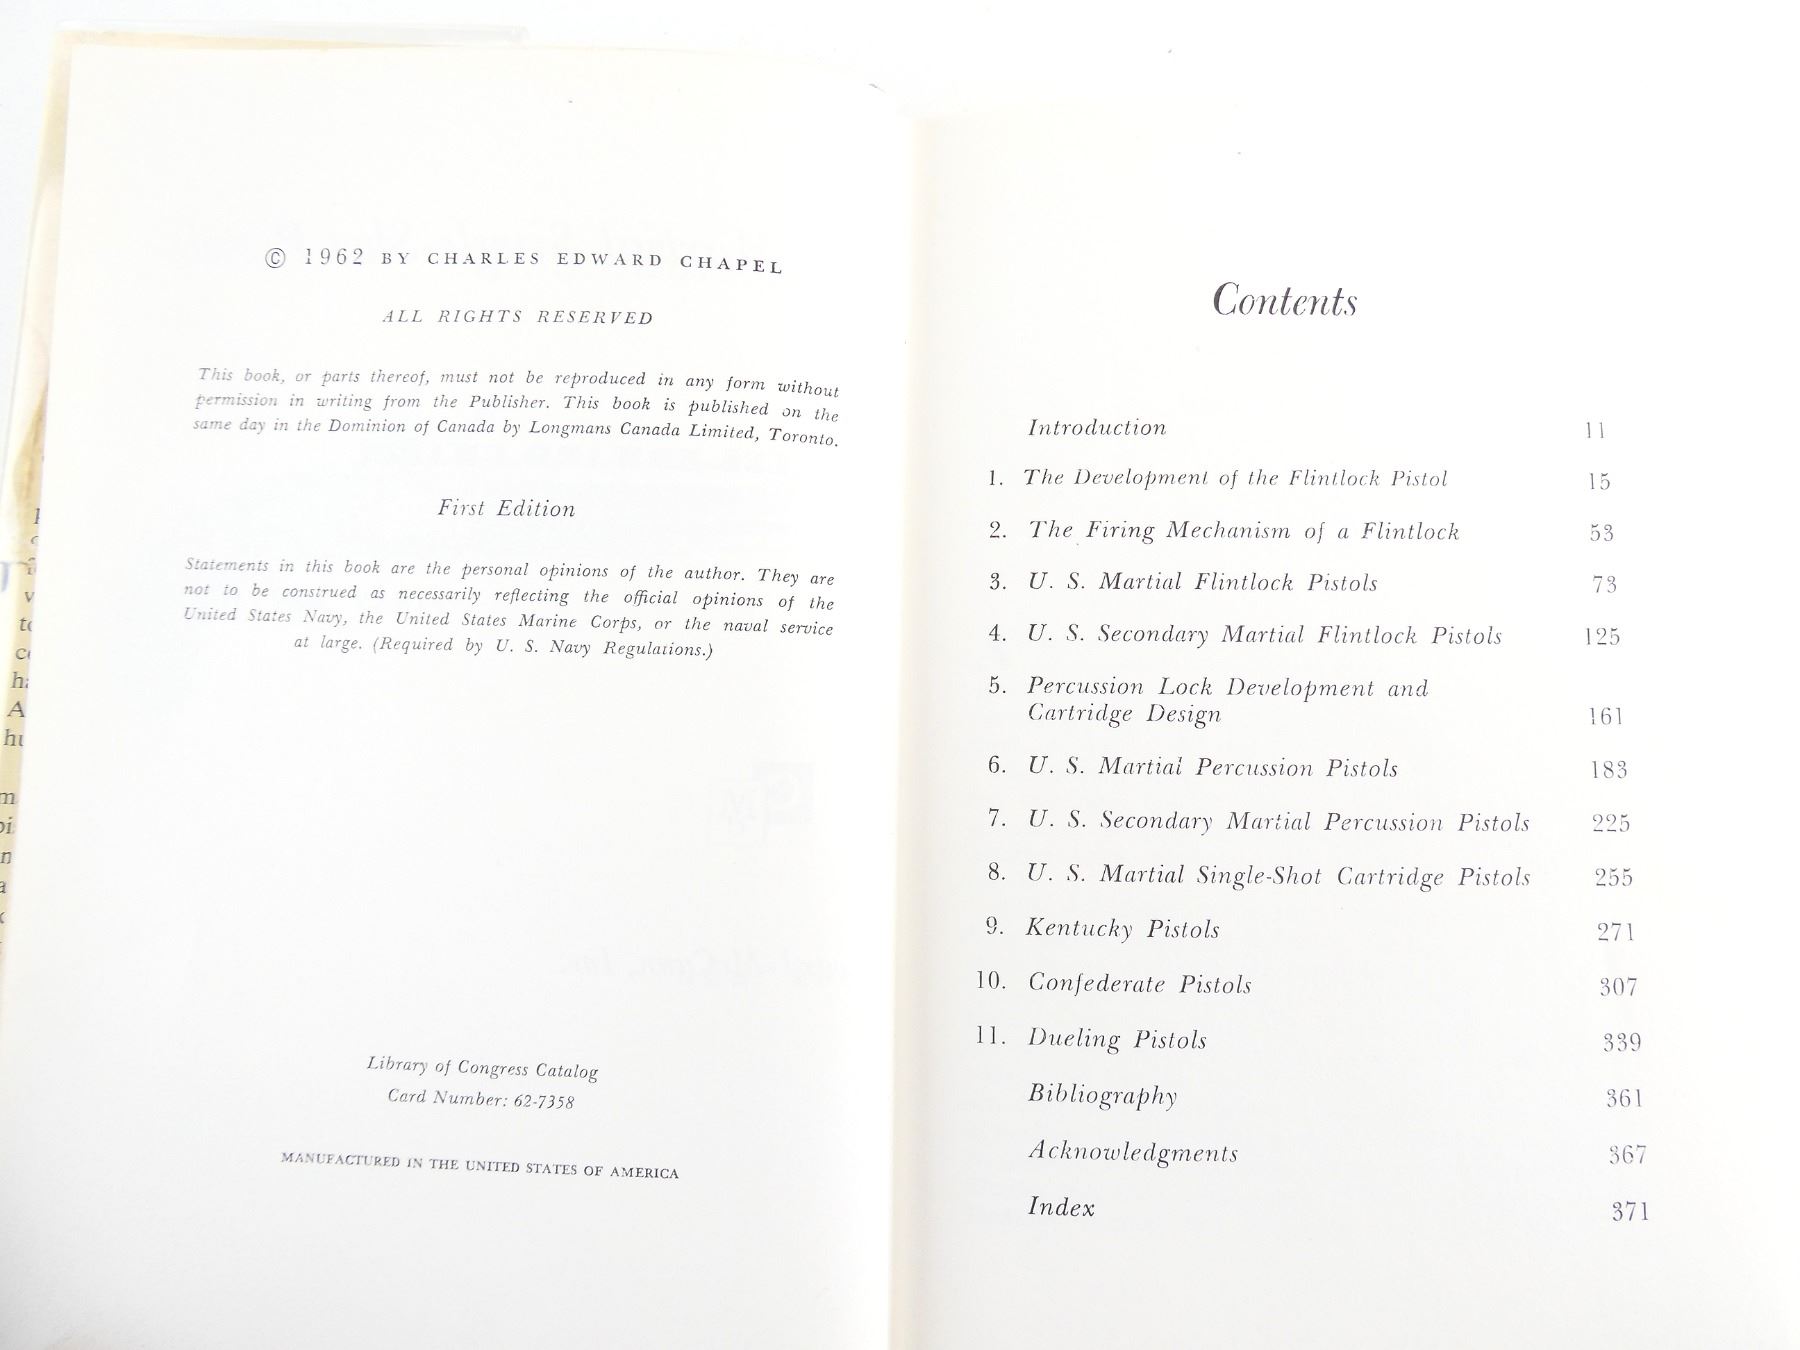 © 1962 BY CHARLES EDWARD CHAPEL
ALL RIGHTS RESERVED
This book, or parts thereof, must not be reproduced in any form without
permission in writing from the Publisher. This book is published on the
same day in the Dominion of Canada by Longmans Canada Limited, Toronto.
First Edition
Statements in this book are the personal opinions of the author. They are
not to be construed as necessarily reflecting the official opinions of the
United States Navy, the United States Marine Corps, or the naval service
at large. (Required by U. S. Navy Regulations.)
Library of Congress Catalog
Card Number: 62-7358
MANUFACTURED IN THE UNITED STATES OF AMERICA
Contents
Introduction 11
1. The Development of the Flintlock Pistol 15
2. The Firing Mechanism of a Flintlock 53
3. U. S. Martial Flintlock Pistols 73
4. U. S. Secondary Martial Flintlock Pistols 125
5. Percussion Lock Development and
Cartridge Design 161
6. U. S. Martial Percussion Pistols 183
7. U. S. Secondary Martial Percussion Pistols 225
8. U. S. Martial Single-Shot Cartridge Pistols 255
9. Kentucky Pistols 271
10. Confederate Pistols 307
11. Dueling Pistols 339
Bibliography 361
Acknowledgments 367
Index 371